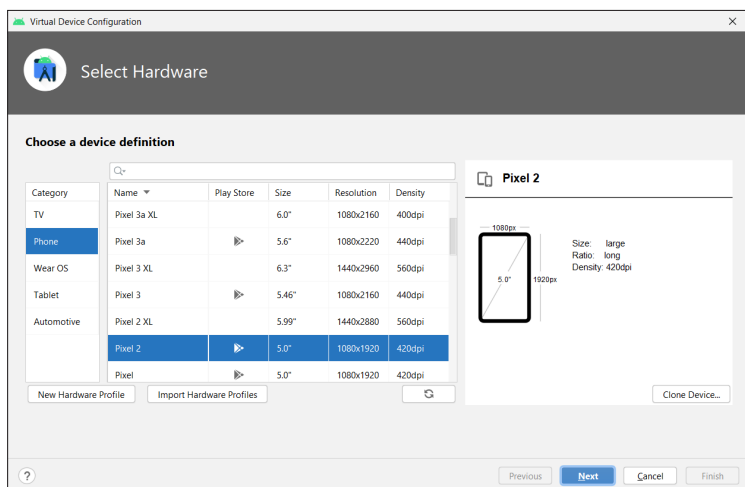 Virtual Device Configuration
Select Hardware
Choose a device definition
Category
TV
Phone
Wear OS
Tablet
Automotive
Name Play Store Size Resolution Density
Pixel 3a XL 6.0" 1080x2160 400dpi
Pixel 3a 5.6" 1080x2220 440dpi
Pixel 3 XL 6.3" 1440x2960 560dpi
Pixel 3 5.46" 1080x2160 440dpi
Pixel 2 XL 5.99" 1440x2880 560dpi
Pixel 2 5.0" 1080x1920 420dpi
Pixel 5.0" 1080x1920 420dpi
New Hardware Profile Import Hardware Profiles
Pixel 2
1080px
5.0"
1920px
Size: large
Ratio: long
Density: 420dpi
Clone Device...
? Previous Next Cancel Finish